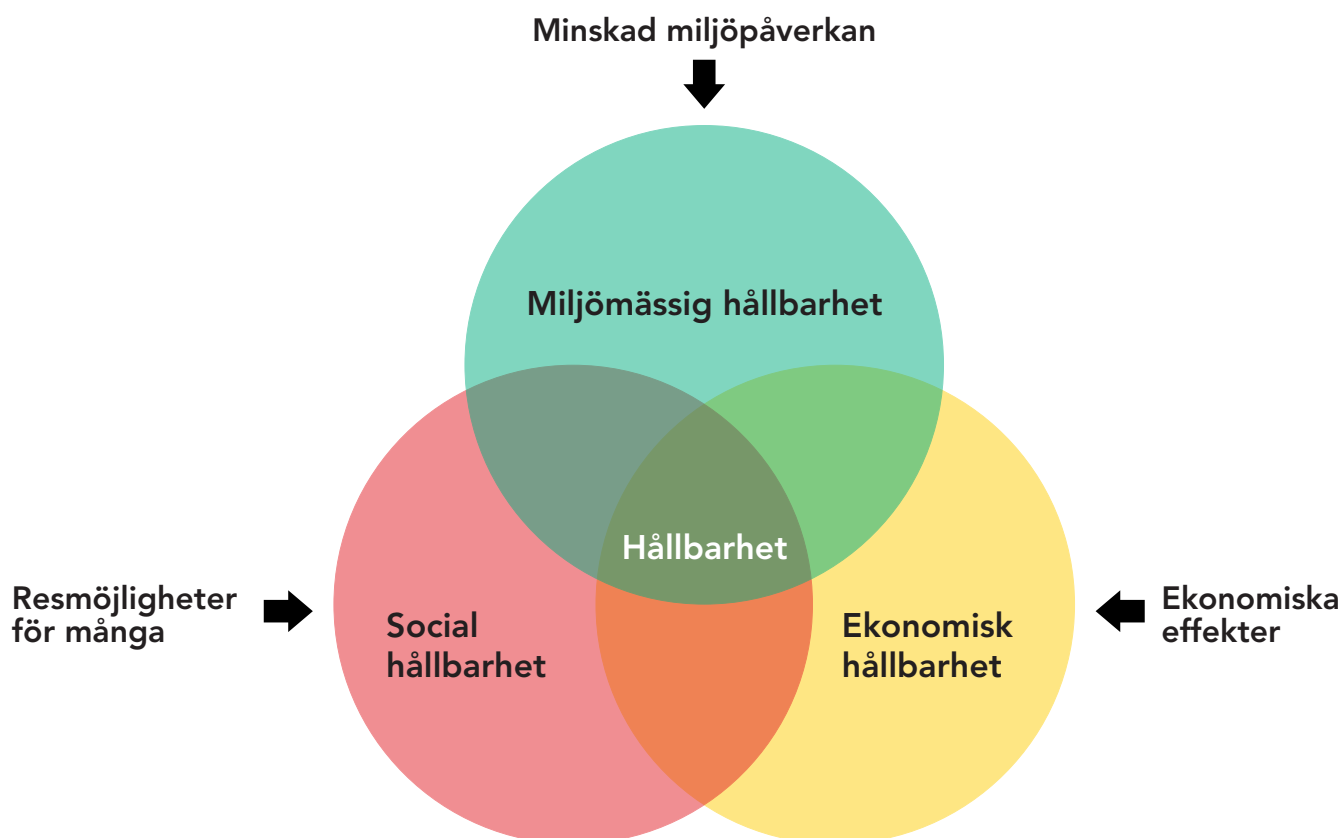 Minskad miljöpåverkan
Miljömässig hållbarhet
Hållbarhet
Resmöjligheter
för många
Social
hållbarhet
Ekonomisk
hållbarhet
Ekonomiska
effekter